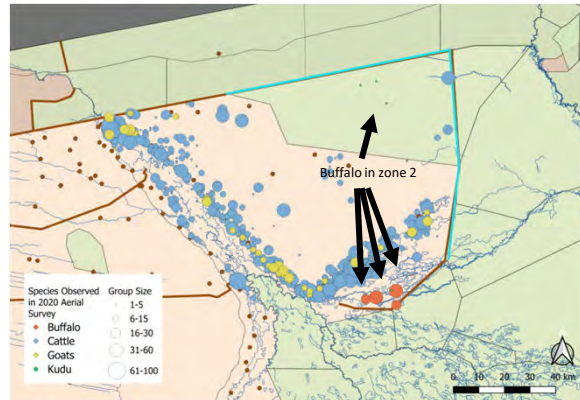 Buffalo in zone 2
Species Observed
in 2020 Aerial
Survey
Buffalo
Cattle
Goats
Kudu
Group Size
1-5
6-15
16-30
31-60
61-100
0 10 20 30 40 km